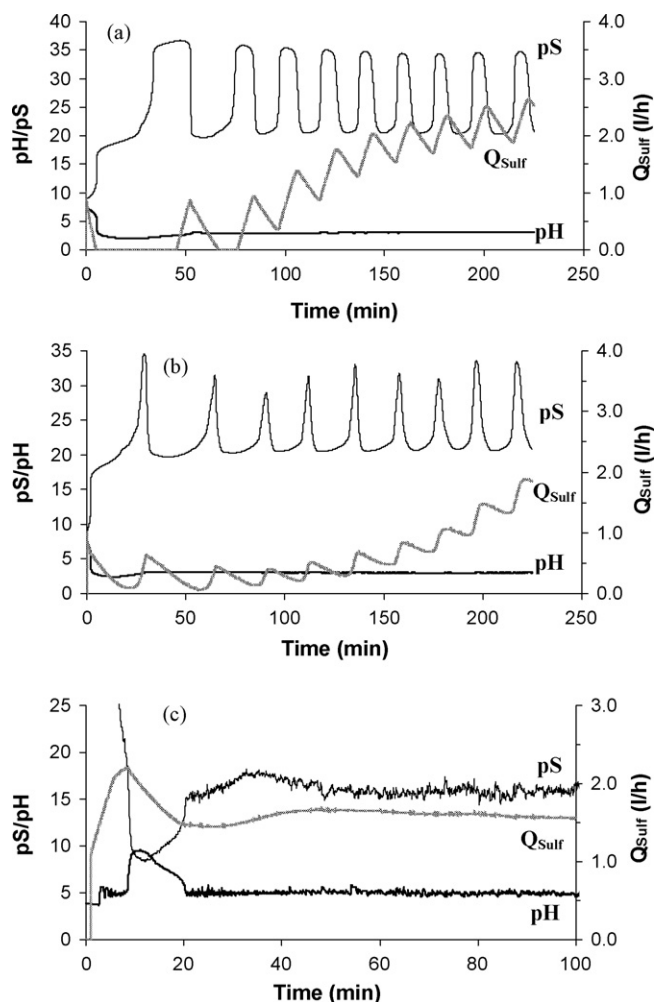 (a)
pH/pS
40
35
30
25
20
15
10
5
0
pS
QSulf
pH
4.0
3.0
2.0
1.0
0.0
QSulf (l/h)
0 50 100 150 200 250
Time (min)
(b)
pS/pH
35
30
25
20
15
10
5
0
pS
QSulf
pH
4.0
3.0
2.0
1.0
0.0
QSulf (l/h)
0 50 100 150 200 250
Time (min)
(c)
pS/pH
25
20
15
10
5
0
pS
QSulf
pH
3.0
2.0
1.0
0.0
QSulf (l/h)
0 20 40 60 80 100
Time (min)